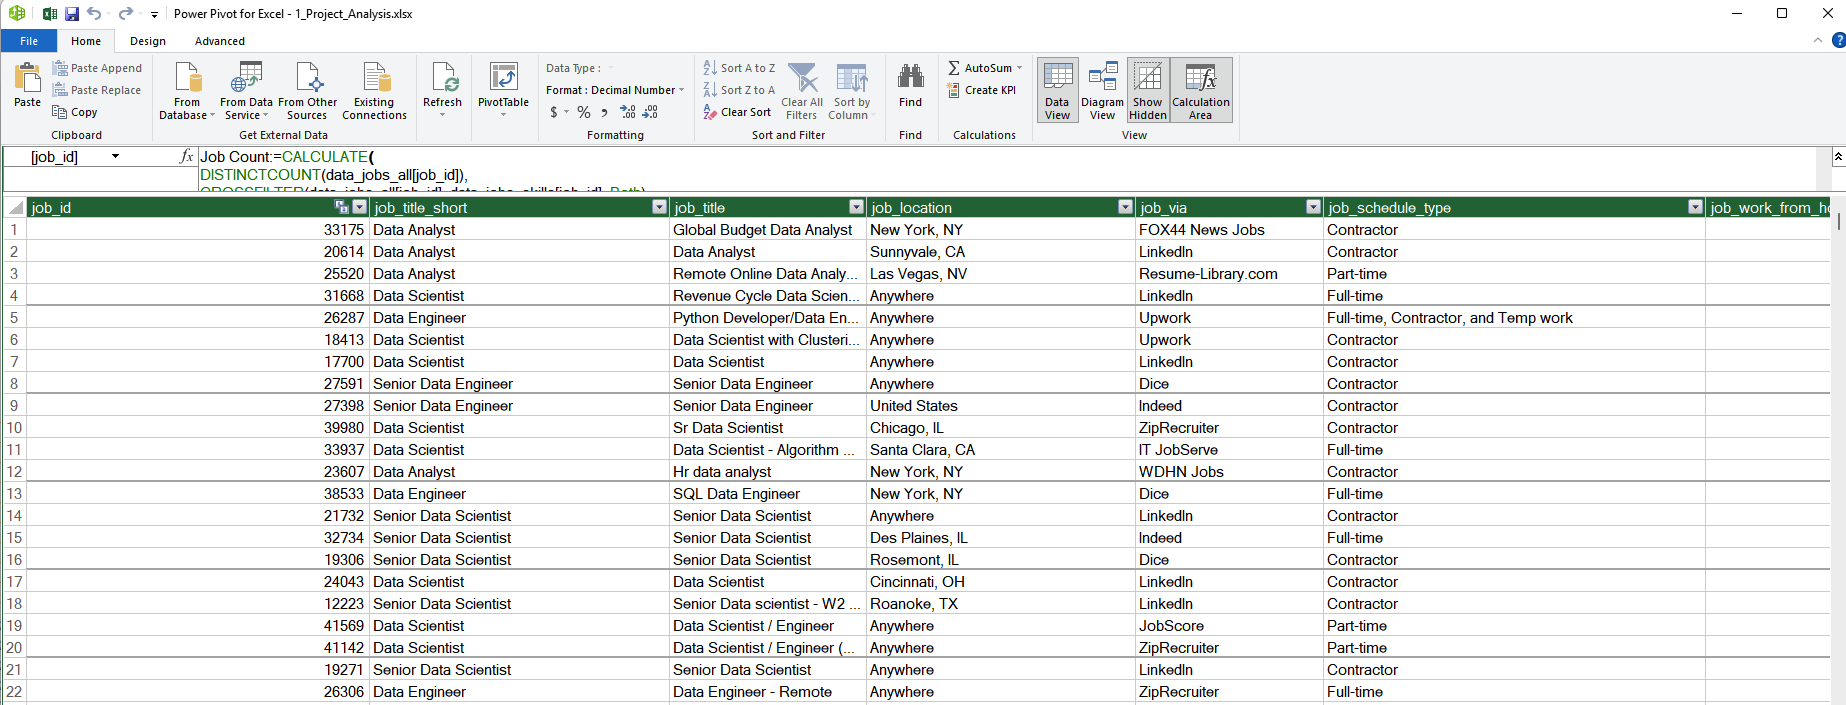 Power Pivot for Excel - 1_Project_Analysis.xlsx
File Home Design Advanced
Paste
Paste Append
Paste Replace
Copy
Clipboard
From Database
From Data Service
From Other Sources
Existing Connections
Get External Data
Refresh
PivotTable
Data Type :
Format : Decimal Number
$ % , .00 .00
Formatting
Sort A to Z
Sort Z to A
Clear Sort
Clear All Filters
Sort by Column
Sort and Filter
Find
Find
AutoSum
Create KPI
Calculations
Data View
Diagram View
Show Hidden
Calculation Area
View
[job_id] fx Job Count:=CALCULATE(
DISTINCTCOUNT(data_jobs_all[job_id]),
CROSSFILTER(data_jobs_all[job_id], data_jobs_skills[job_id], Both)
job_id job_title_short job_title job_location job_via job_schedule_type job_work_from_ho
1 33175 Data Analyst Global Budget Data Analyst New York, NY FOX44 News Jobs Contractor
2 20614 Data Analyst Data Analyst Sunnyvale, CA LinkedIn Contractor
3 25520 Data Analyst Remote Online Data Analy... Las Vegas, NV Resume-Library.com Part-time
4 31668 Data Scientist Revenue Cycle Data Scien... Anywhere LinkedIn Full-time
5 26287 Data Engineer Python Developer/Data En... Anywhere Upwork Full-time, Contractor, and Temp work
6 18413 Data Scientist Data Scientist with Clusteri... Anywhere Upwork Contractor
7 17700 Data Scientist Data Scientist Anywhere LinkedIn Contractor
8 27591 Senior Data Engineer Senior Data Engineer Anywhere Dice Contractor
9 27398 Senior Data Engineer Senior Data Engineer United States Indeed Contractor
10 39980 Data Scientist Sr Data Scientist Chicago, IL ZipRecruiter Contractor
11 33937 Data Scientist Data Scientist - Algorithm ... Santa Clara, CA IT JobServe Full-time
12 23607 Data Analyst Hr data analyst New York, NY WDHN Jobs Contractor
13 38533 Data Engineer SQL Data Engineer New York, NY Dice Full-time
14 21732 Senior Data Scientist Senior Data Scientist Anywhere LinkedIn Contractor
15 32734 Senior Data Scientist Senior Data Scientist Des Plaines, IL Indeed Full-time
16 19306 Senior Data Scientist Senior Data Scientist Rosemont, IL Dice Contractor
17 24043 Data Scientist Data Scientist Cincinnati, OH LinkedIn Contractor
18 12223 Senior Data Scientist Senior Data scientist - W2 ... Roanoke, TX LinkedIn Contractor
19 41569 Data Scientist Data Scientist / Engineer Anywhere JobScore Part-time
20 41142 Data Scientist Data Scientist / Engineer (... Anywhere ZipRecruiter Part-time
21 19271 Senior Data Scientist Senior Data Scientist Anywhere LinkedIn Contractor
22 26306 Data Engineer Data Engineer - Remote Anywhere ZipRecruiter Full-time